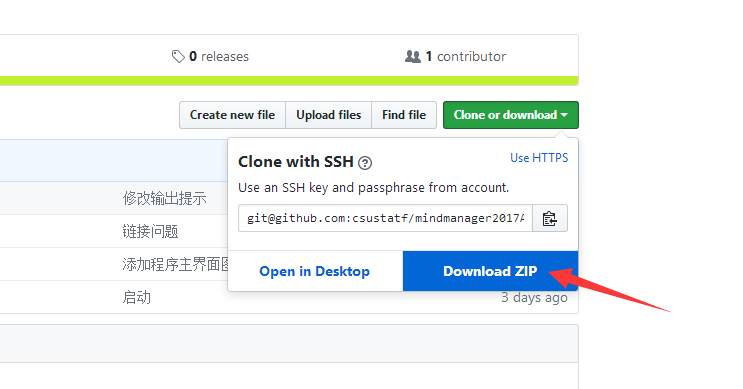 0 releases
1 contributor
Create new file
Upload files
Find file
Clone or download
Clone with SSH
Use HTTPS
Use an SSH key and passphrase from account.
修改输出提示
git@github.com:csustatf/mindmanager2017A
链接问题
添加程序主界面图
Open in Desktop
Download ZIP
启动
3 days ago